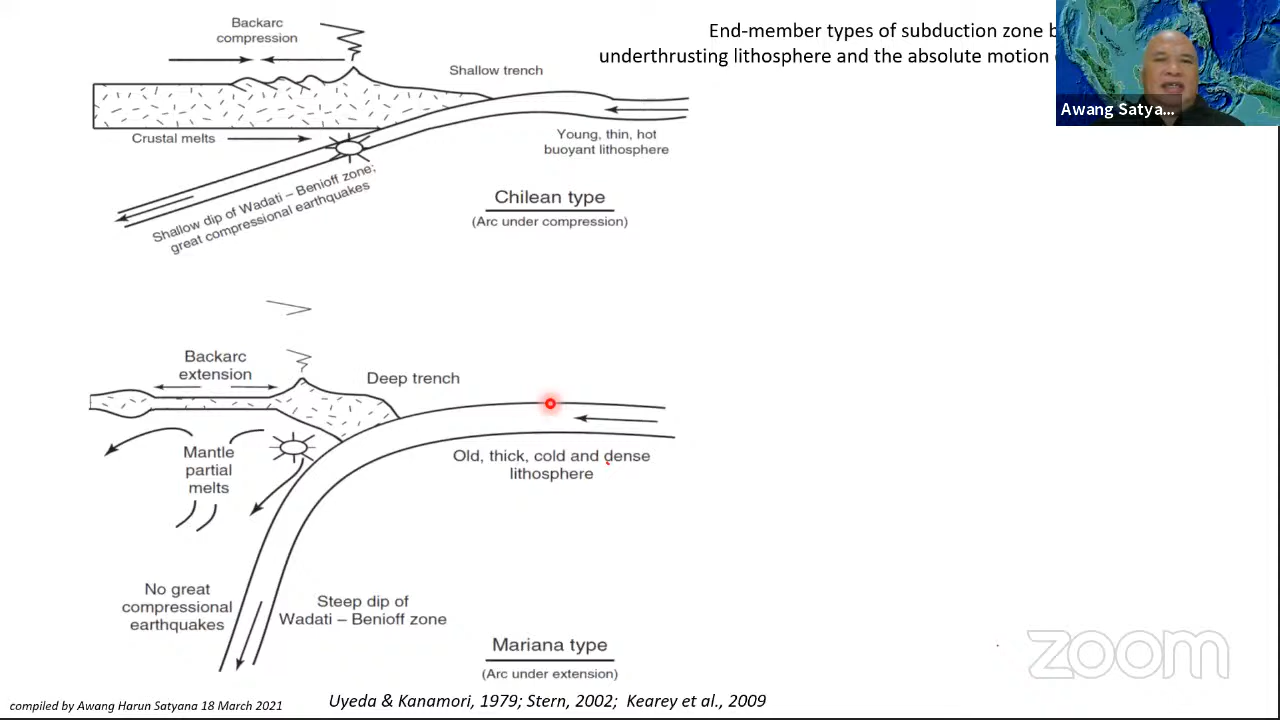 End-member types of subduction zone b
underthrusting lithosphere and the absolute motion
Awang Satya...
Backarc
compression
Shallow trench
Crustal melts
Young, thin, hot
buoyant lithosphere
Shallow dip of Wadati – Benioff zone;
great compressional earthquakes
Chilean type
(Arc under compression)
Backarc
extension
Deep trench
Mantle
partial
melts
Old, thick, cold and dense
lithosphere
No great
compressional
earthquakes
Steep dip of
Wadati – Benioff zone
Mariana type
(Arc under extension)
compiled by Awang Harun Satyana 18 March 2021
Uyeda & Kanamori, 1979; Stern, 2002; Kearey et al., 2009
zoom